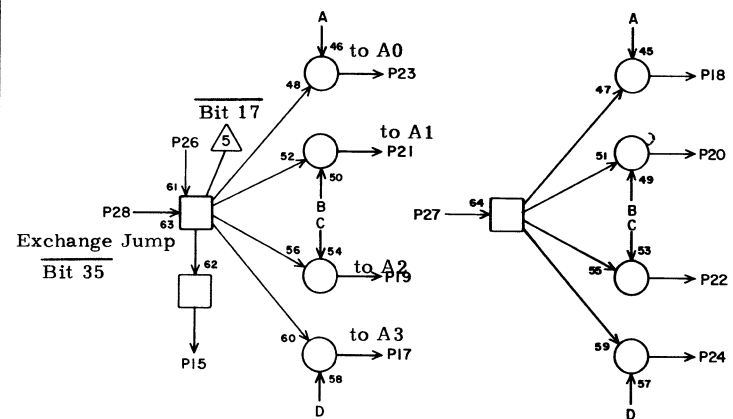 A
46 to A0
48 P23
Bit 17
5
P26
52 to A1
P21
50
61
P28
63
B
C
Exchange Jump
Bit 35
62
56 54
to A2
P19
P15
60 to A3
P17
58
D
A
45
47 P18
51 P20
49
64
P27
B
C
53
55 P22
59 P24
57
D